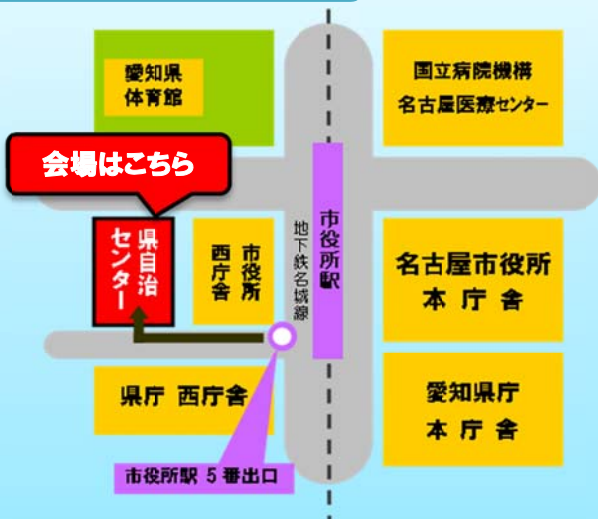 愛知県
体育館
国立病院機構
名古屋医療センター
会場はこちら
県自治
センター
市役所
西庁舎
地下鉄名城線
市役所駅
名古屋市役所
本庁舎
県庁 西庁舎
愛知県庁
本庁舎
市役所駅 5番出口